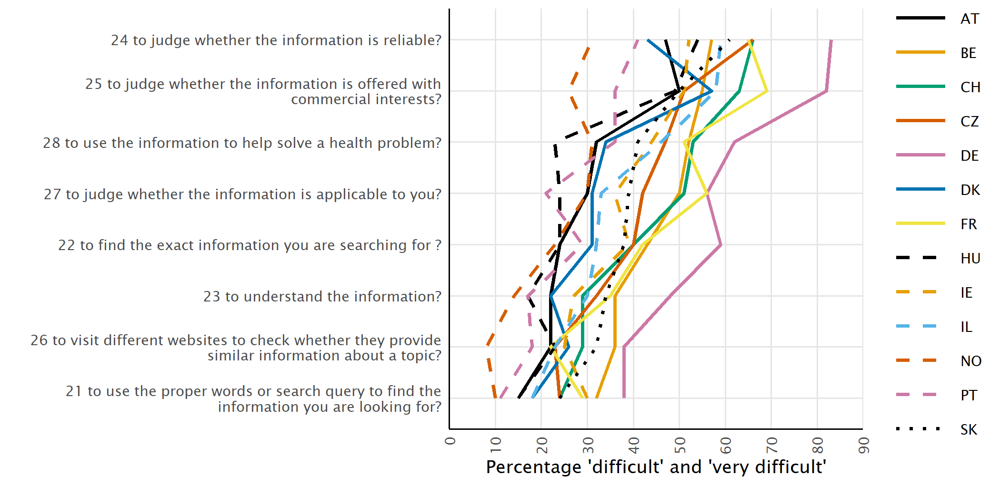 24 to judge whether the information is reliable?
25 to judge whether the information is offered with
commercial interests?
28 to use the information to help solve a health problem?
27 to judge whether the information is applicable to you?
22 to find the exact information you are searching for ?
23 to understand the information?
26 to visit different websites to check whether they provide
similar information about a topic?
21 to use the proper words or search query to find the
information you are looking for?
0
10
20
30
40
50
60
70
80
90
Percentage 'difficult' and 'very difficult'
AT
BE
CH
CZ
DE
DK
FR
HU
IE
IL
NO
PT
SK